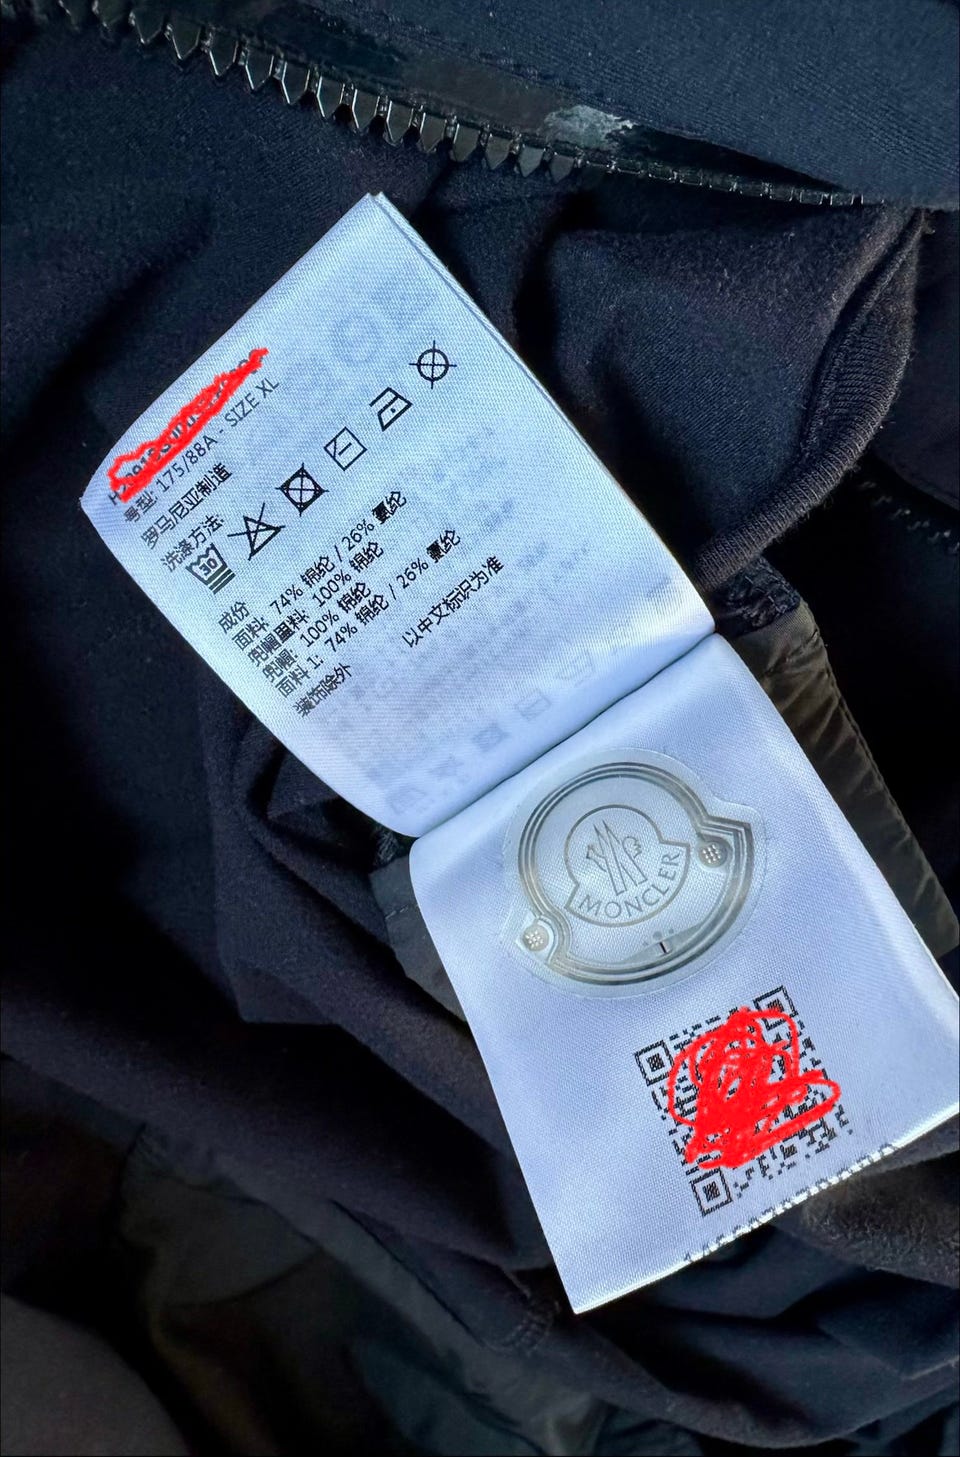 号型: 175/88A - SIZE XL
罗马尼亚制造
洗涤方法:
30
成份
面料: 74% 锦纶 / 26% 氨纶
兜帽里料: 100% 锦纶
兜帽: 100% 锦纶
面料 1: 74% 锦纶 / 26% 氨纶
装饰除外
以中文标识为准
MONCLER